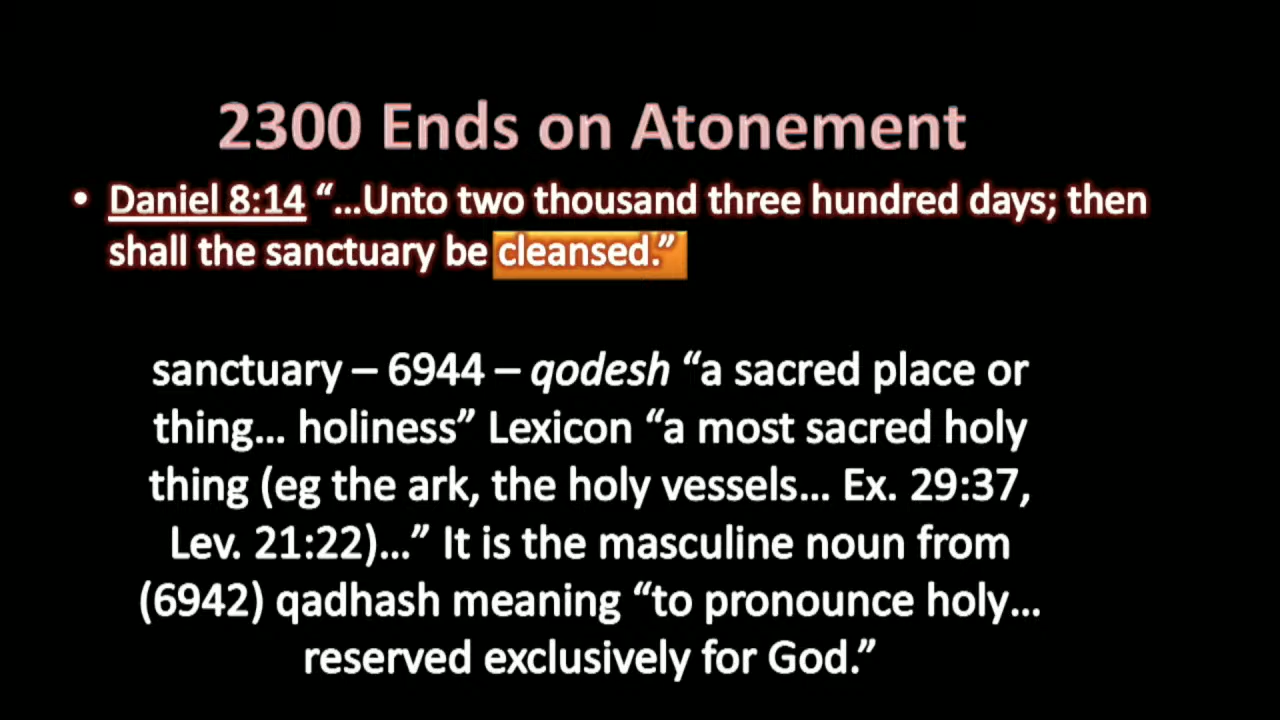 2300 Ends on Atonement
• Daniel 8:14 “…Unto two thousand three hundred days; then
shall the sanctuary be cleansed.”
sanctuary – 6944 – qodesh “a sacred place or
thing… holiness” Lexicon “a most sacred holy
thing (eg the ark, the holy vessels… Ex. 29:37,
Lev. 21:22)…” It is the masculine noun from
(6942) qadhash meaning “to pronounce holy…
reserved exclusively for God.”